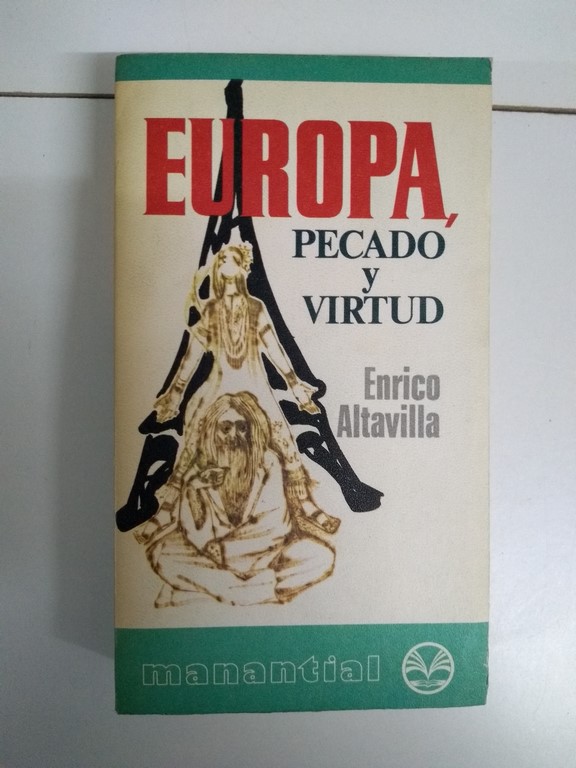 EUROPA,
PECADO
y
VIRTUD
Enrico
Altavilla
manantial